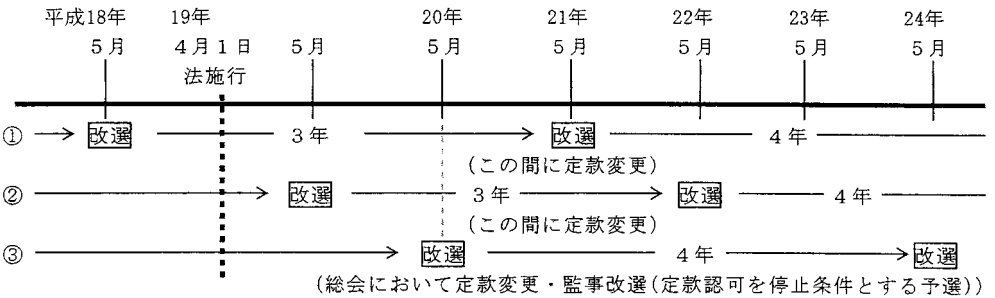 平成18年 19年 20年 21年 22年 23年 24年
5月 4月1日 5月 5月 5月 5月 5月 5月
法施行
① 改選 3年 改選 4年
(この間に定款変更)
② 改選 3年 改選 4年
(この間に定款変更)
③ 改選 4年 改選
(総会において定款変更・監事改選(定款認可を停止条件とする予選))